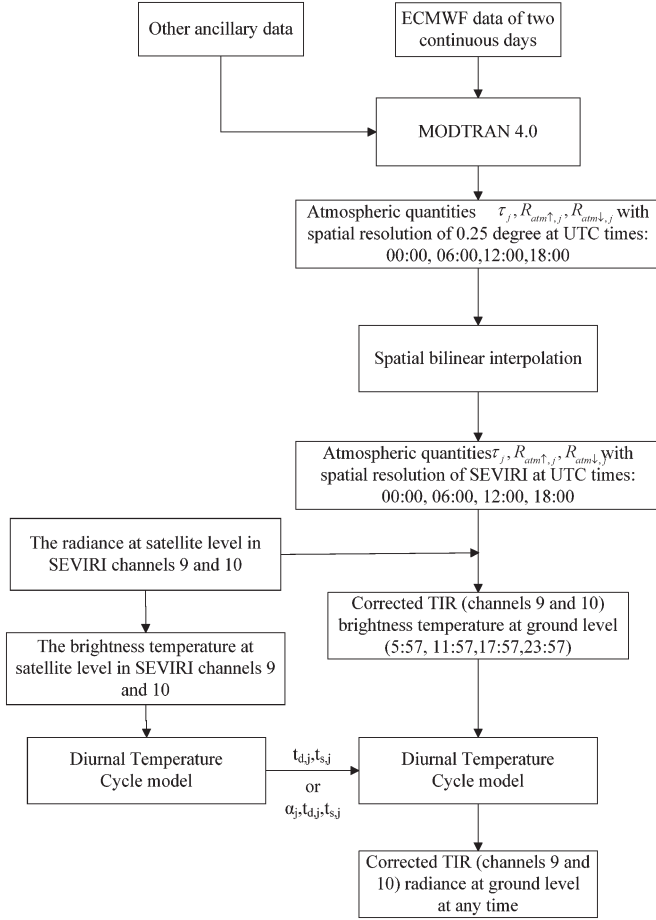 Other ancillary data
ECMWF data of two
continuous days
MODTRAN 4.0
Atmospheric quantities τj, Ratm↑,j, Ratm↓,j with
spatial resolution of 0.25 degree at UTC times:
00:00, 06:00,12:00,18:00
Spatial bilinear interpolation
Atmospheric quantitiesτj, Ratm↑,j, Ratm↓,j with
spatial resolution of SEVIRI at UTC times:
00:00, 06:00, 12:00, 18:00
The radiance at satellite level in
SEVIRI channels 9 and 10
Corrected TIR (channels 9 and 10)
brightness temperature at ground level
(5:57, 11:57,17:57,23:57)
The brightness temperature at
satellite level in SEVIRI channels 9
and 10
Diurnal Temperature
Cycle model
td,j,ts,j
or
αj,td,j,ts,j
Diurnal Temperature
Cycle model
Corrected TIR (channels 9 and
10) radiance at ground level
at any time